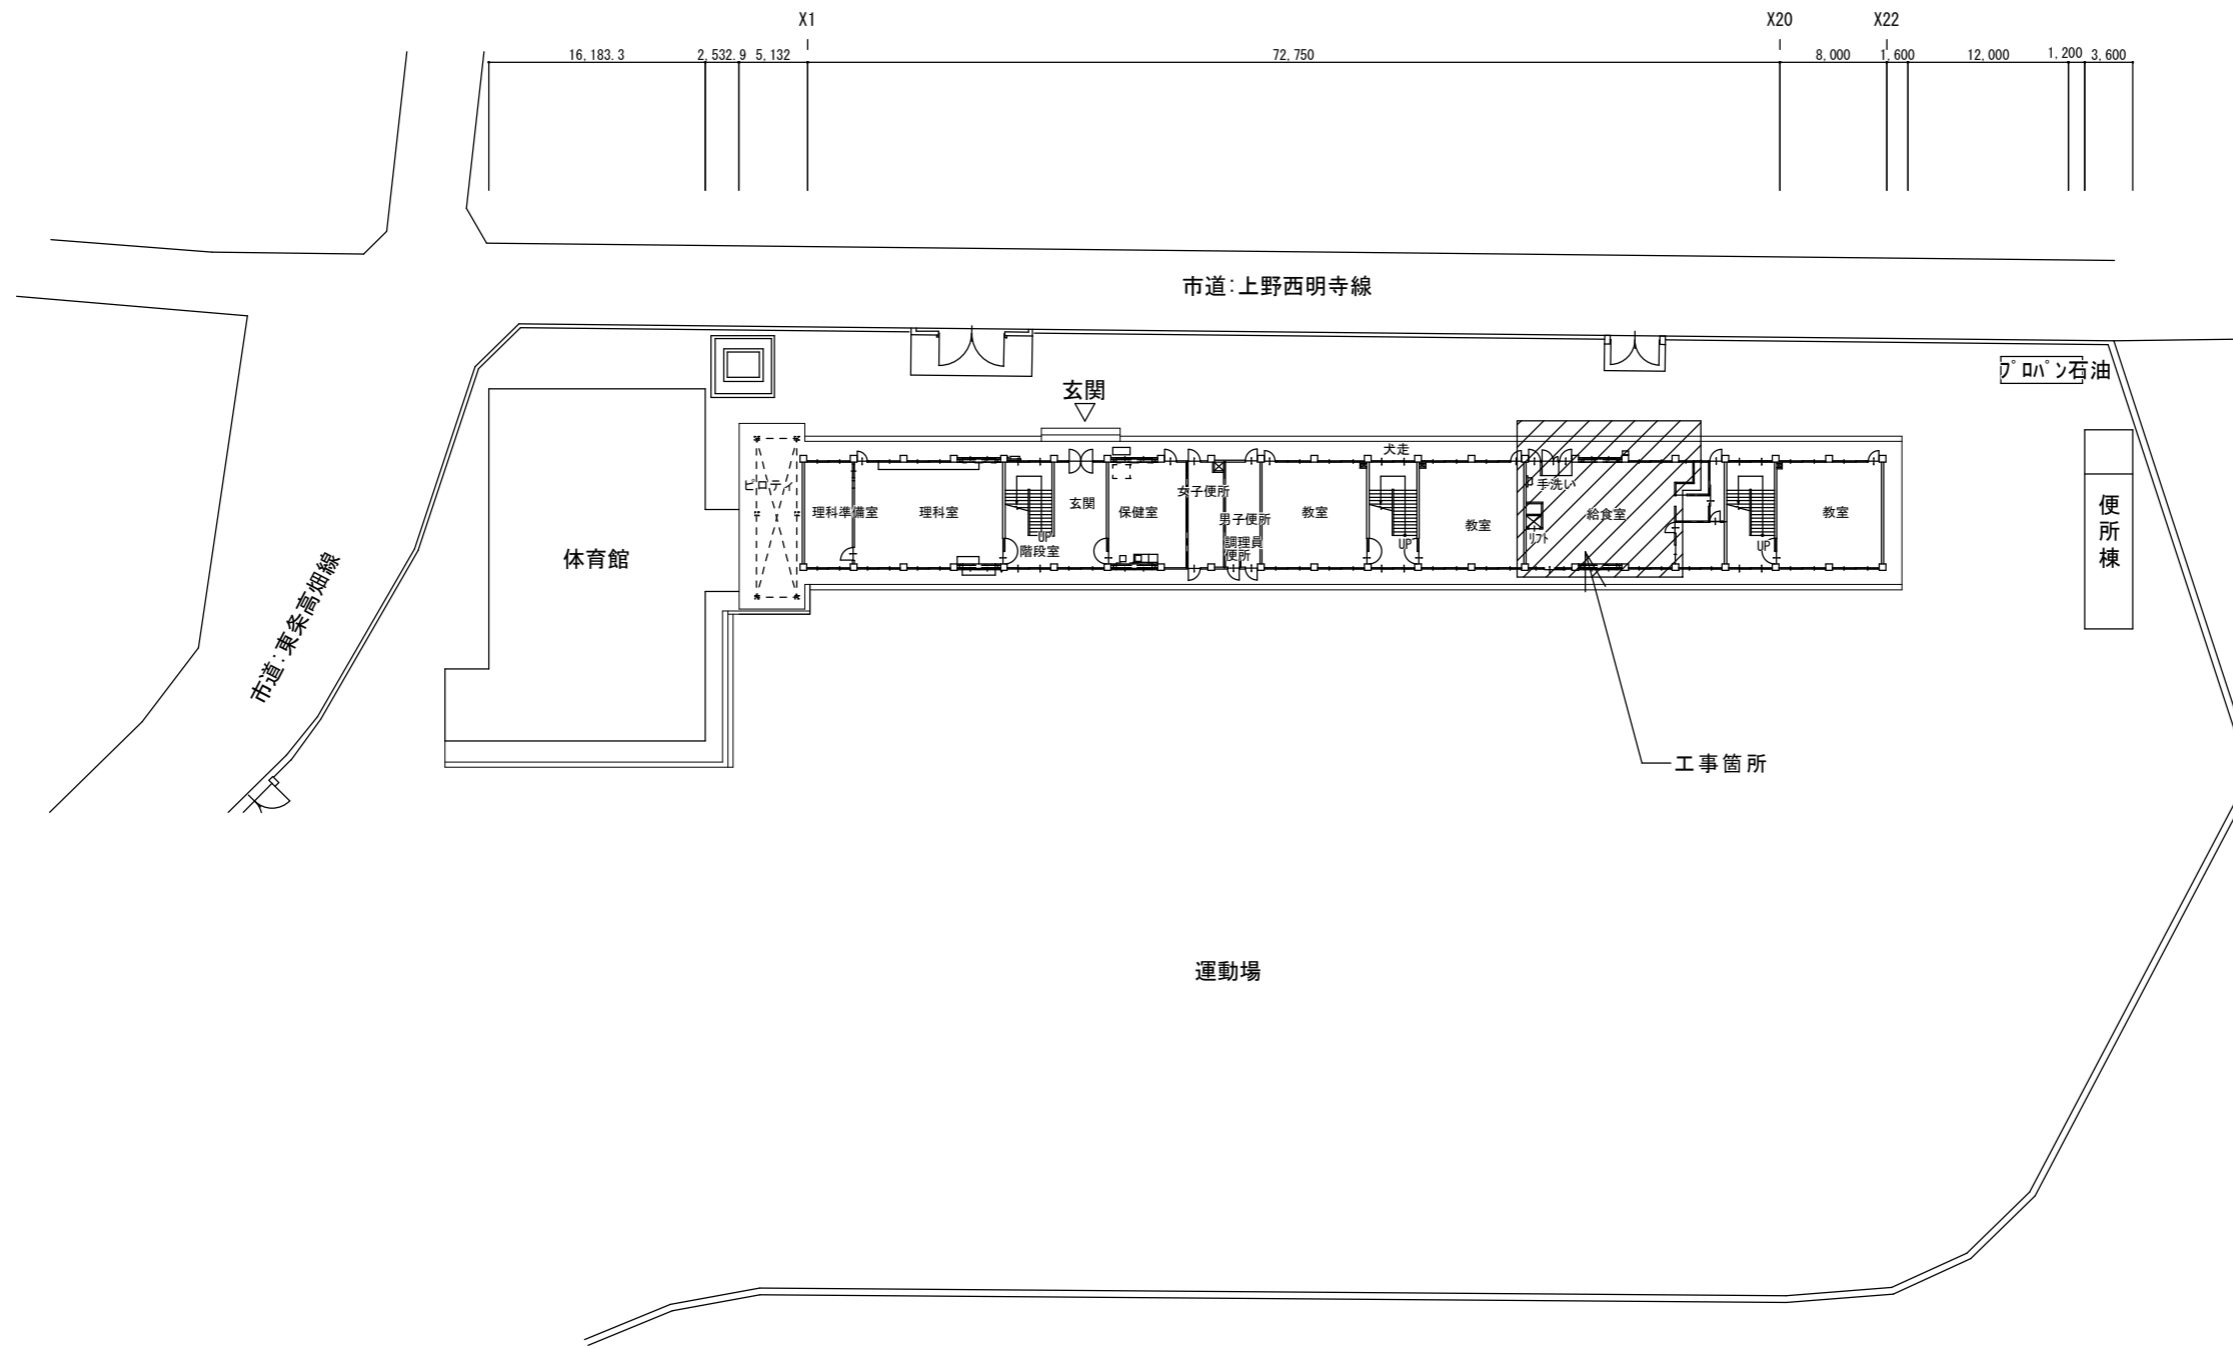 X1 X20 X22
16,183.3 2,532.9 5,132 72,750 8,000 1,600 12,000 1,200 3,600
市道:上野西明寺線
プロパン石油
玄関
犬走
ピロティ
理科準備室
理科室
UP
階段室
玄関
保健室
女子便所
男子便所
調理員
便所
教室
UP
教室
手洗い
リフト
給食室
UP
教室
便所棟
体育館
市道:東条高畑線
工事箇所
運動場